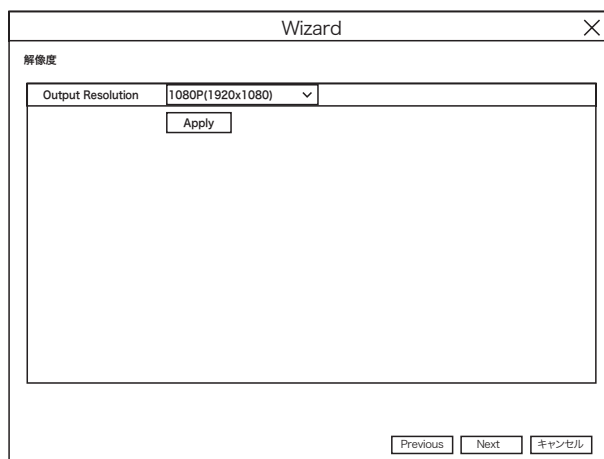 Wizard
解像度
Output Resolution 1080P(1920x1080)
Apply
Previous Next キャンセル